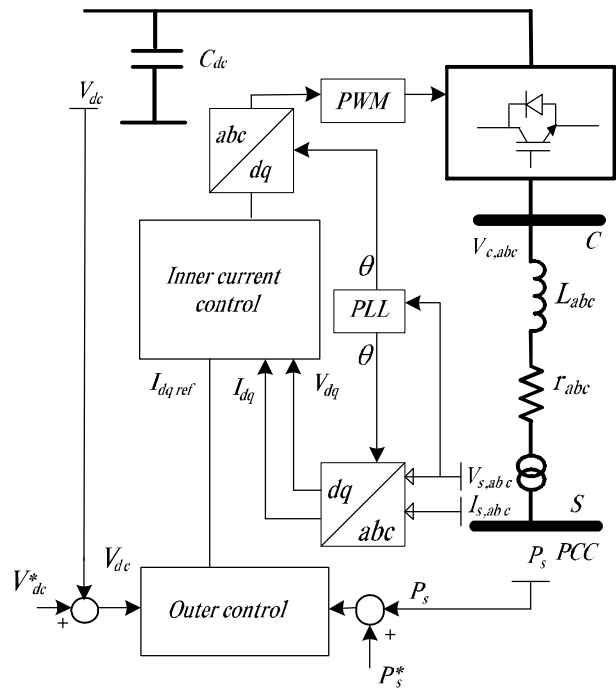 C_dc
V_dc
PWM
abc
dq
V_c,abc
C
θ
Inner current
control
L_abc
PLL
θ
I_dq ref
I_dq
V_dq
r_abc
dq
abc
V_s,abc
I_s,abc
S
PCC
P_s
V*_dc
+
V_dc
Outer control
P_s
+
P_s*